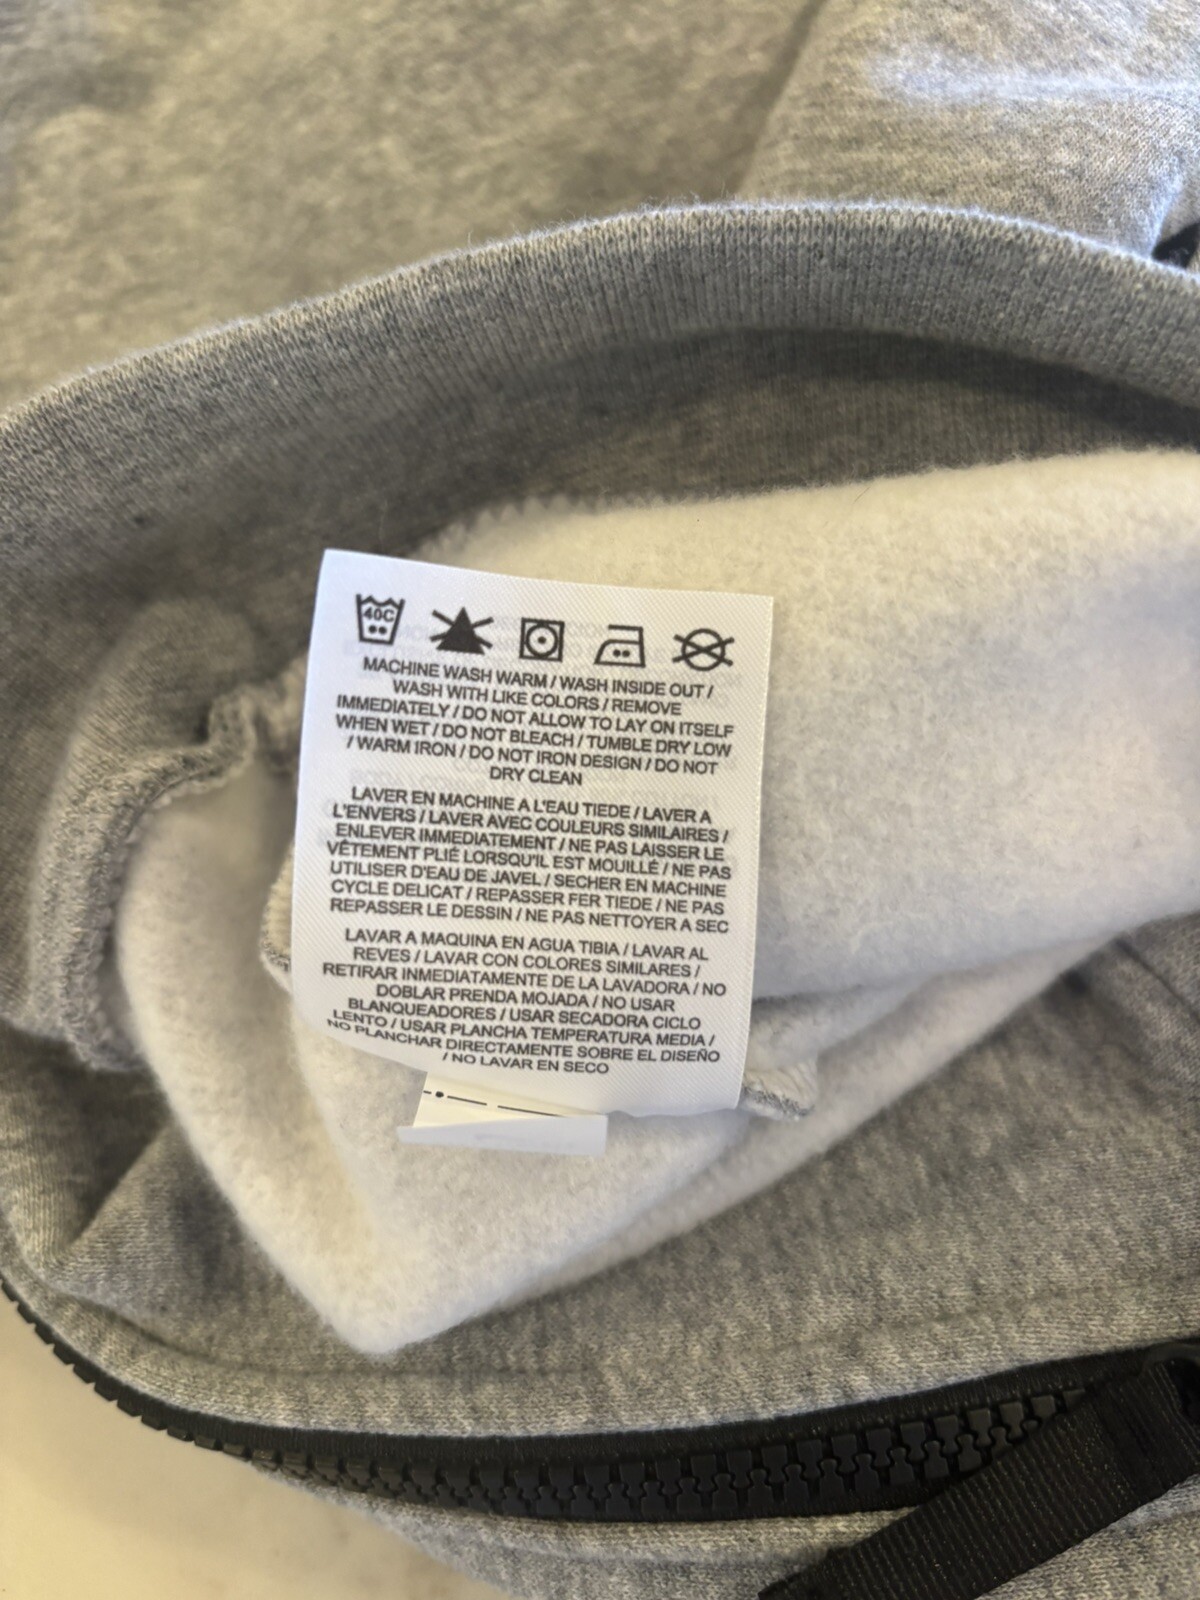 40C
MACHINE WASH WARM / WASH INSIDE OUT /
WASH WITH LIKE COLORS / REMOVE
IMMEDIATELY / DO NOT ALLOW TO LAY ON ITSELF
WHEN WET / DO NOT BLEACH / TUMBLE DRY LOW
/ WARM IRON / DO NOT IRON DESIGN / DO NOT
DRY CLEAN
LAVER EN MACHINE A L'EAU TIEDE / LAVER A
L'ENVERS / LAVER AVEC COULEURS SIMILAIRES /
ENLEVER IMMEDIATEMENT / NE PAS LAISSER LE
VÊTEMENT PLIÉ LORSQU'IL EST MOUILLÉ / NE PAS
UTILISER D'EAU DE JAVEL / SECHER EN MACHINE
CYCLE DELICAT / REPASSER FER TIEDE / NE PAS
REPASSER LE DESSIN / NE PAS NETTOYER A SEC
LAVAR A MAQUINA EN AGUA TIBIA / LAVAR AL
REVES / LAVAR CON COLORES SIMILARES /
RETIRAR INMEDIATAMENTE DE LA LAVADORA / NO
DOBLAR PRENDA MOJADA / NO USAR
BLANQUEADORES / USAR SECADORA CICLO
LENTO / USAR PLANCHA TEMPERATURA MEDIA /
NO PLANCHAR DIRECTAMENTE SOBRE EL DISEÑO
/ NO LAVAR EN SECO